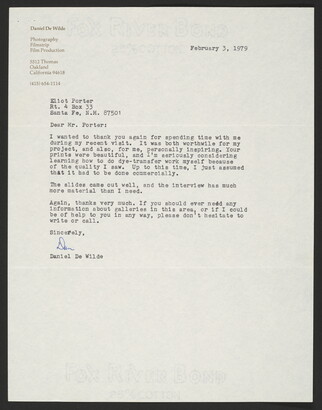 Daniel De Wilde
Photography
Filmstrip
Film Production
5112 Thomas
Oakland
California 94618
February 3, 1979
Eliot Porter
Rt. 4 Box 33
Santa Fe, N.M. 87501
Dear Mr. Porter:
I wanted to thank you again for spending time with me
during my recent visit. It was both worthwile for my
project, and also, for me, personally inspiring. Your
prints were beautiful, and I'm seriously considering
learning how to do dye-transfer work myself because
of the quality I saw. Up to this time, I just assumed
that it had to be done commercially.
The slides came out well, and the interview has much
more material than I need.
Again, thanks very much. If you should ever need any
information about galleries in this area, or if I could
be of help to you in any way, please don't hesitate to
write or call.
Sincerely,
Dan
Daniel De Wilde